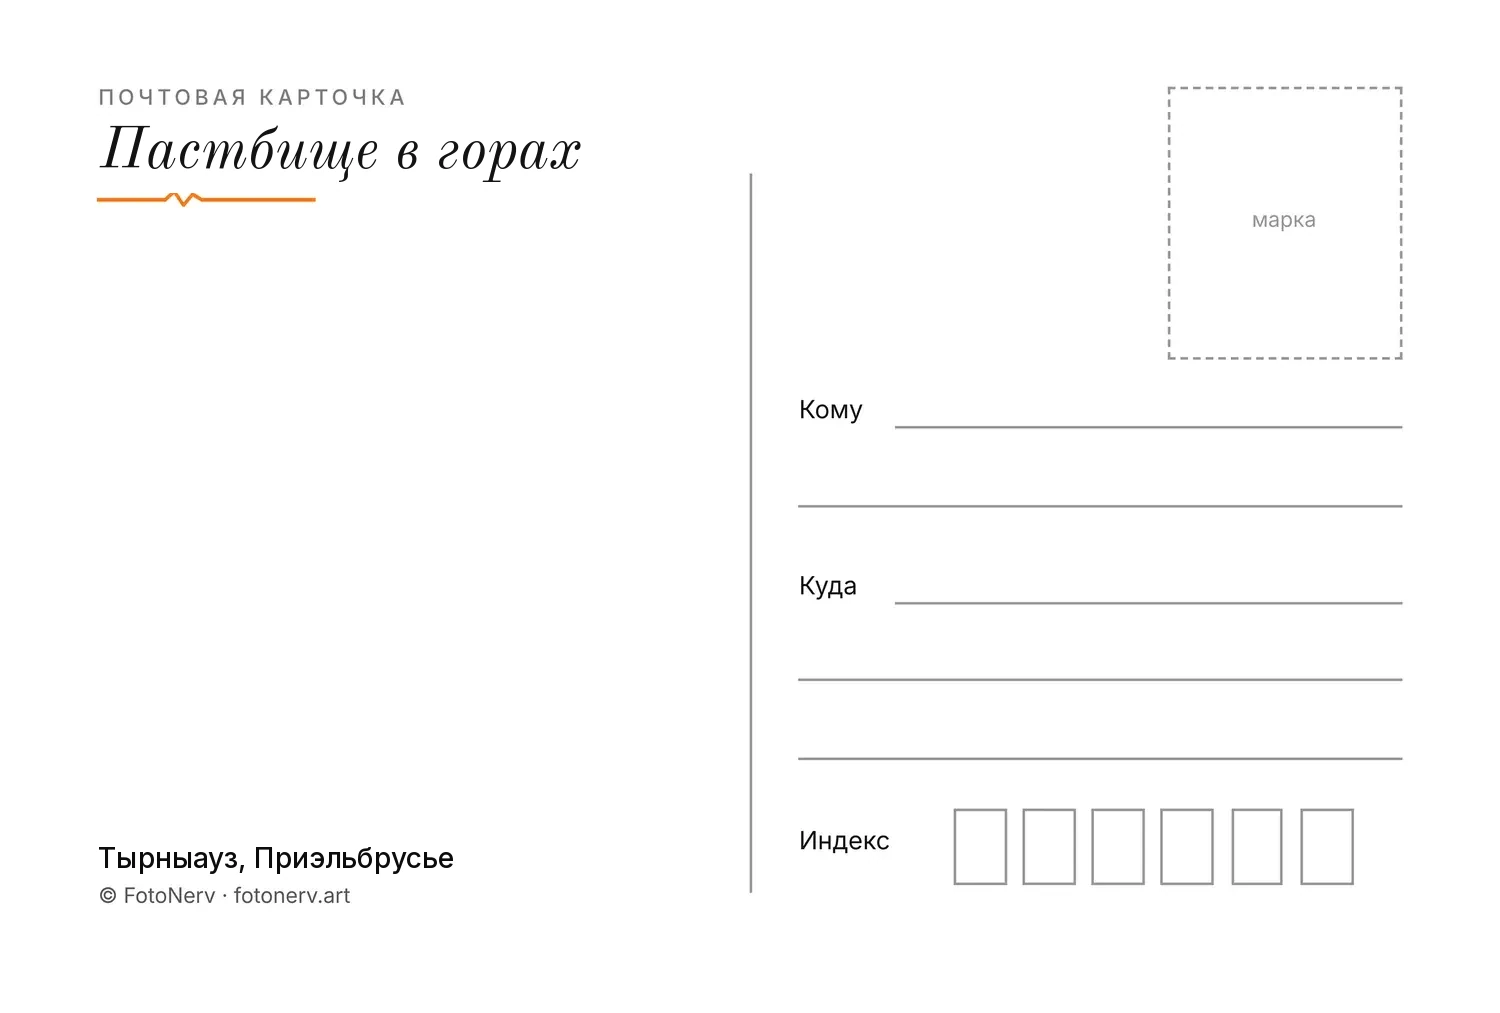 ПОЧТОВАЯ КАРТОЧКА
Пастбище в горах
марка
Кому
Куда
Индекс
Тырныауз, Приэльбрусье
© FotoNerv · fotonerv.art